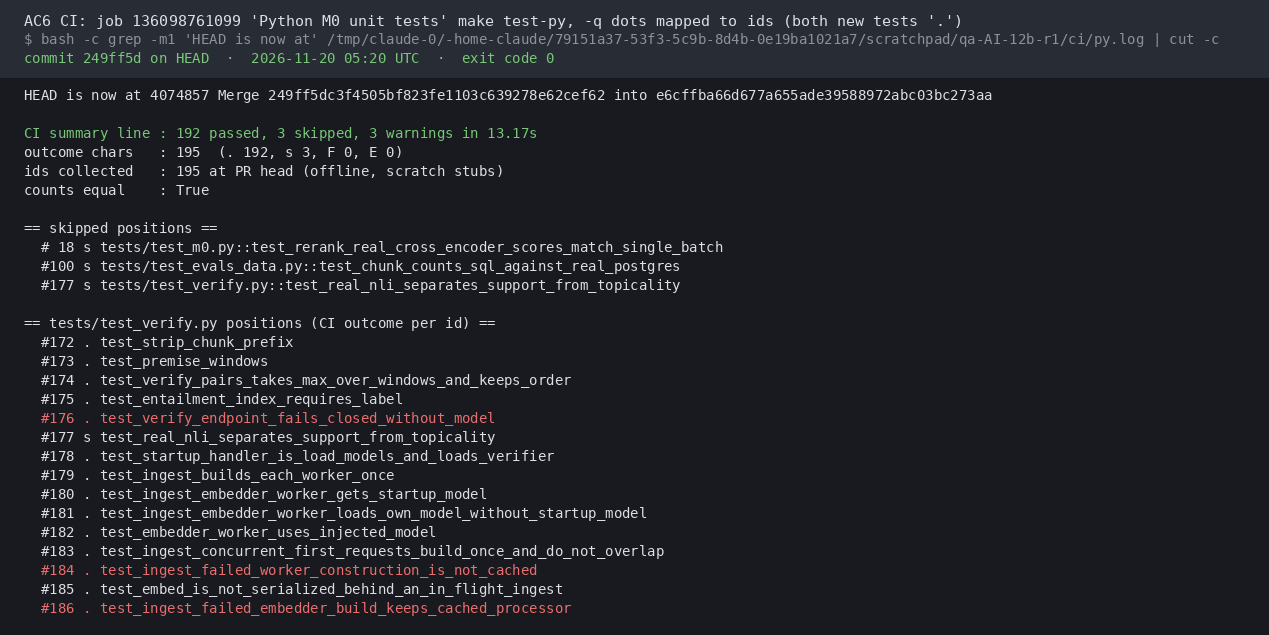 AC6 CI: job 136098761099 'Python M0 unit tests' make test-py, -q dots mapped to ids (both new tests '.')
$ bash -c grep -m1 'HEAD is now at' /tmp/claude-0/-home-claude/79151a37-53f3-5c9b-8d4b-0e19ba1021a7/scratchpad/qa-AI-12b-r1/ci/py.log | cut -c
commit 249ff5d on HEAD  ·  2026-11-20 05:20 UTC  ·  exit code 0
HEAD is now at 4074857 Merge 249ff5dc3f4505bf823fe1103c639278e62cef62 into e6cffba66d677a655ade39588972abc03bc273aa
CI summary line : 192 passed, 3 skipped, 3 warnings in 13.17s
outcome chars   : 195  (. 192, s 3, F 0, E 0)
ids collected   : 195 at PR head (offline, scratch stubs)
counts equal    : True
== skipped positions ==
  # 18 s tests/test_m0.py::test_rerank_real_cross_encoder_scores_match_single_batch
  #100 s tests/test_evals_data.py::test_chunk_counts_sql_against_real_postgres
  #177 s tests/test_verify.py::test_real_nli_separates_support_from_topicality
== tests/test_verify.py positions (CI outcome per id) ==
  #172 . test_strip_chunk_prefix
  #173 . test_premise_windows
  #174 . test_verify_pairs_takes_max_over_windows_and_keeps_order
  #175 . test_entailment_index_requires_label
  #176 . test_verify_endpoint_fails_closed_without_model
  #177 s test_real_nli_separates_support_from_topicality
  #178 . test_startup_handler_is_load_models_and_loads_verifier
  #179 . test_ingest_builds_each_worker_once
  #180 . test_ingest_embedder_worker_gets_startup_model
  #181 . test_ingest_embedder_worker_loads_own_model_without_startup_model
  #182 . test_embedder_worker_uses_injected_model
  #183 . test_ingest_concurrent_first_requests_build_once_and_do_not_overlap
  #184 . test_ingest_failed_worker_construction_is_not_cached
  #185 . test_embed_is_not_serialized_behind_an_in_flight_ingest
  #186 . test_ingest_failed_embedder_build_keeps_cached_processor